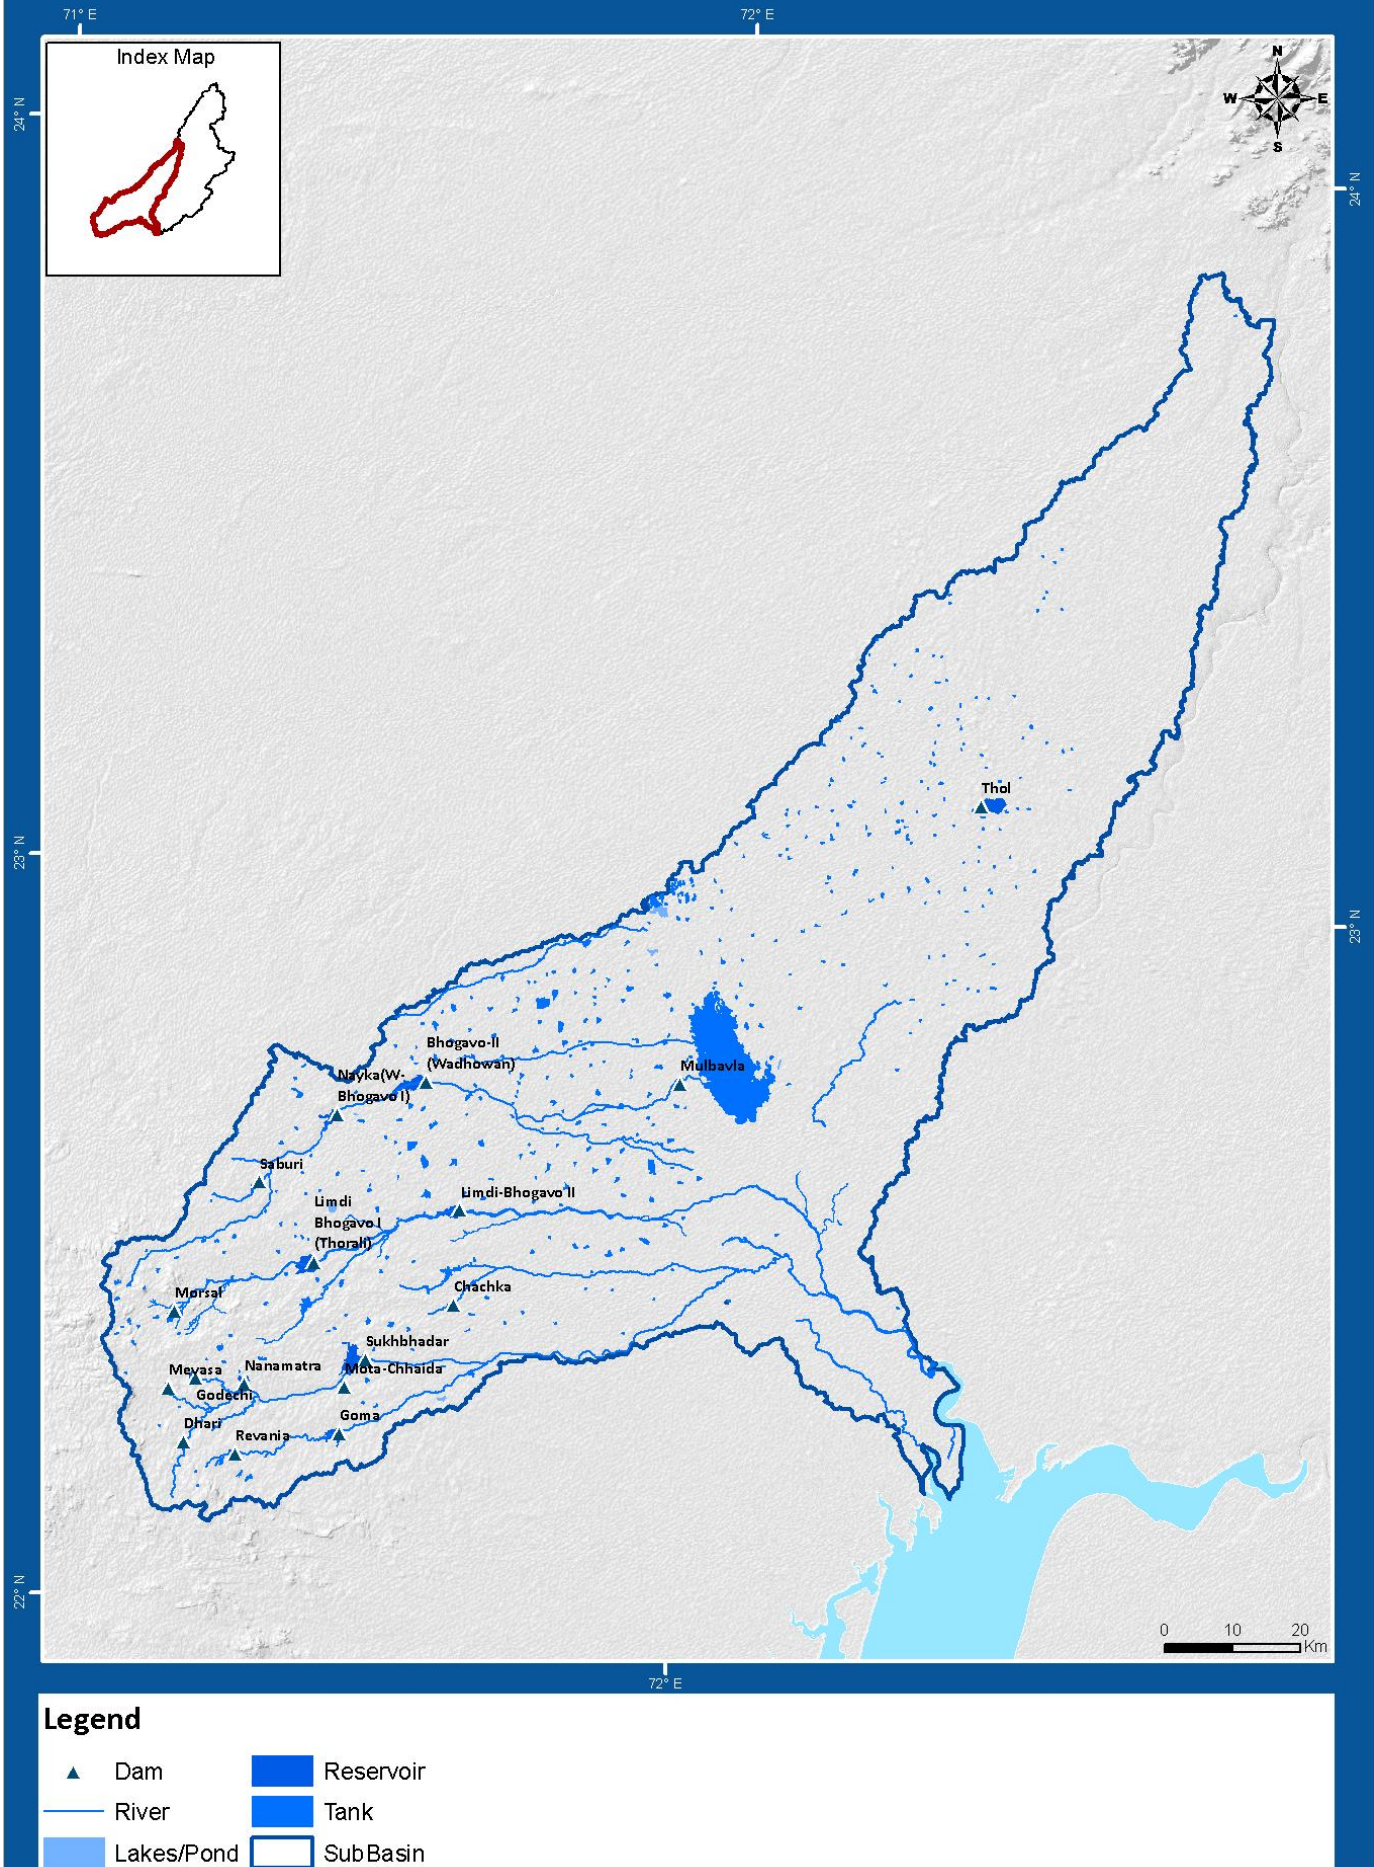 71° E
72° E
Index Map
N
W
E
S
24° N
24° N
Thol
23° N
23° N
Bhogavo-II
(Wadhowan)
Mulbavla
Nayka(W-
Bhogavo I)
Saburi
Limdi-Bhogavo II
Limdi
Bhogavo I
(Thorali)
Morsal
Chachka
Sukhbhadar
Mevasa
Nanamatra
Mota-Chhaida
Godechi
Dhari
Goma
Revania
22° N
0 10 20
Km
72° E
Legend
Dam
Reservoir
River
Tank
Lakes/Pond
SubBasin